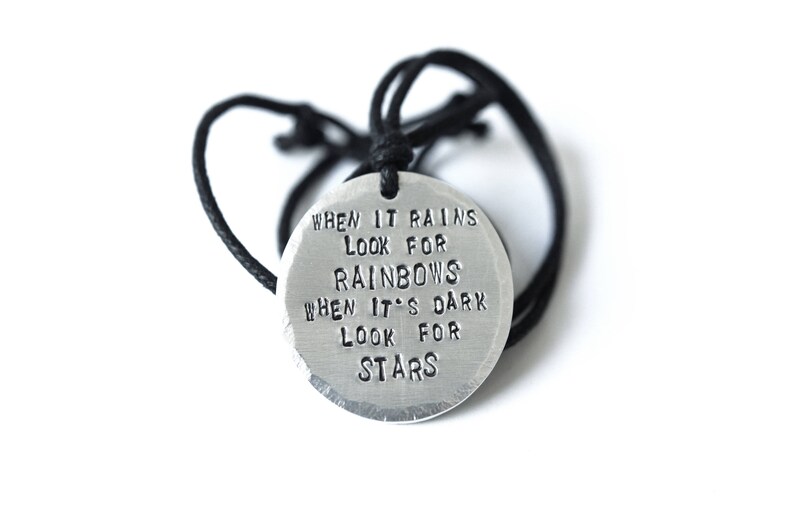 WHEN IT RAINS
LOOK FOR
RAINBOWS
WHEN IT'S DARK
LOOK FOR
STARS